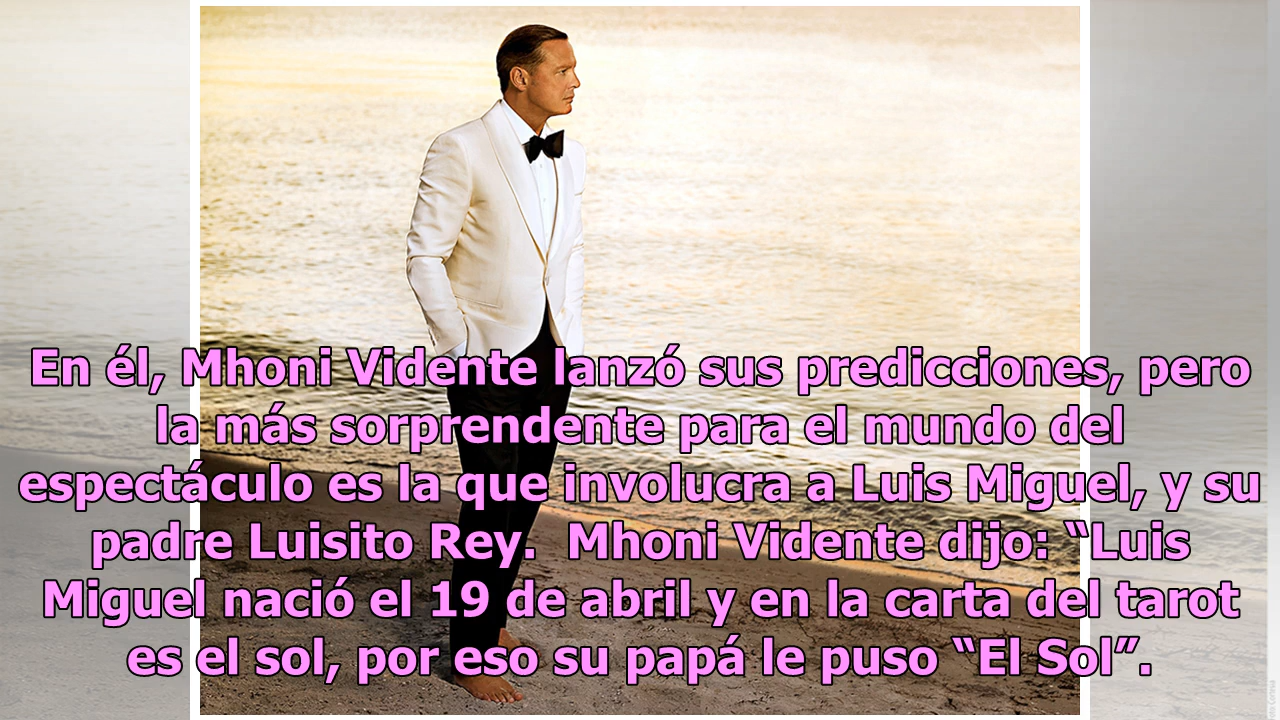 En él, Mhoni Vidente lanzó sus predicciones, pero
la más sorprendente para el mundo del
espectáculo es la que involucra a Luis Miguel, y su
padre Luisito Rey.  Mhoni Vidente dijo: “Luis
Miguel nació el 19 de abril y en la carta del tarot
es el sol, por eso su papá le puso “El Sol”.